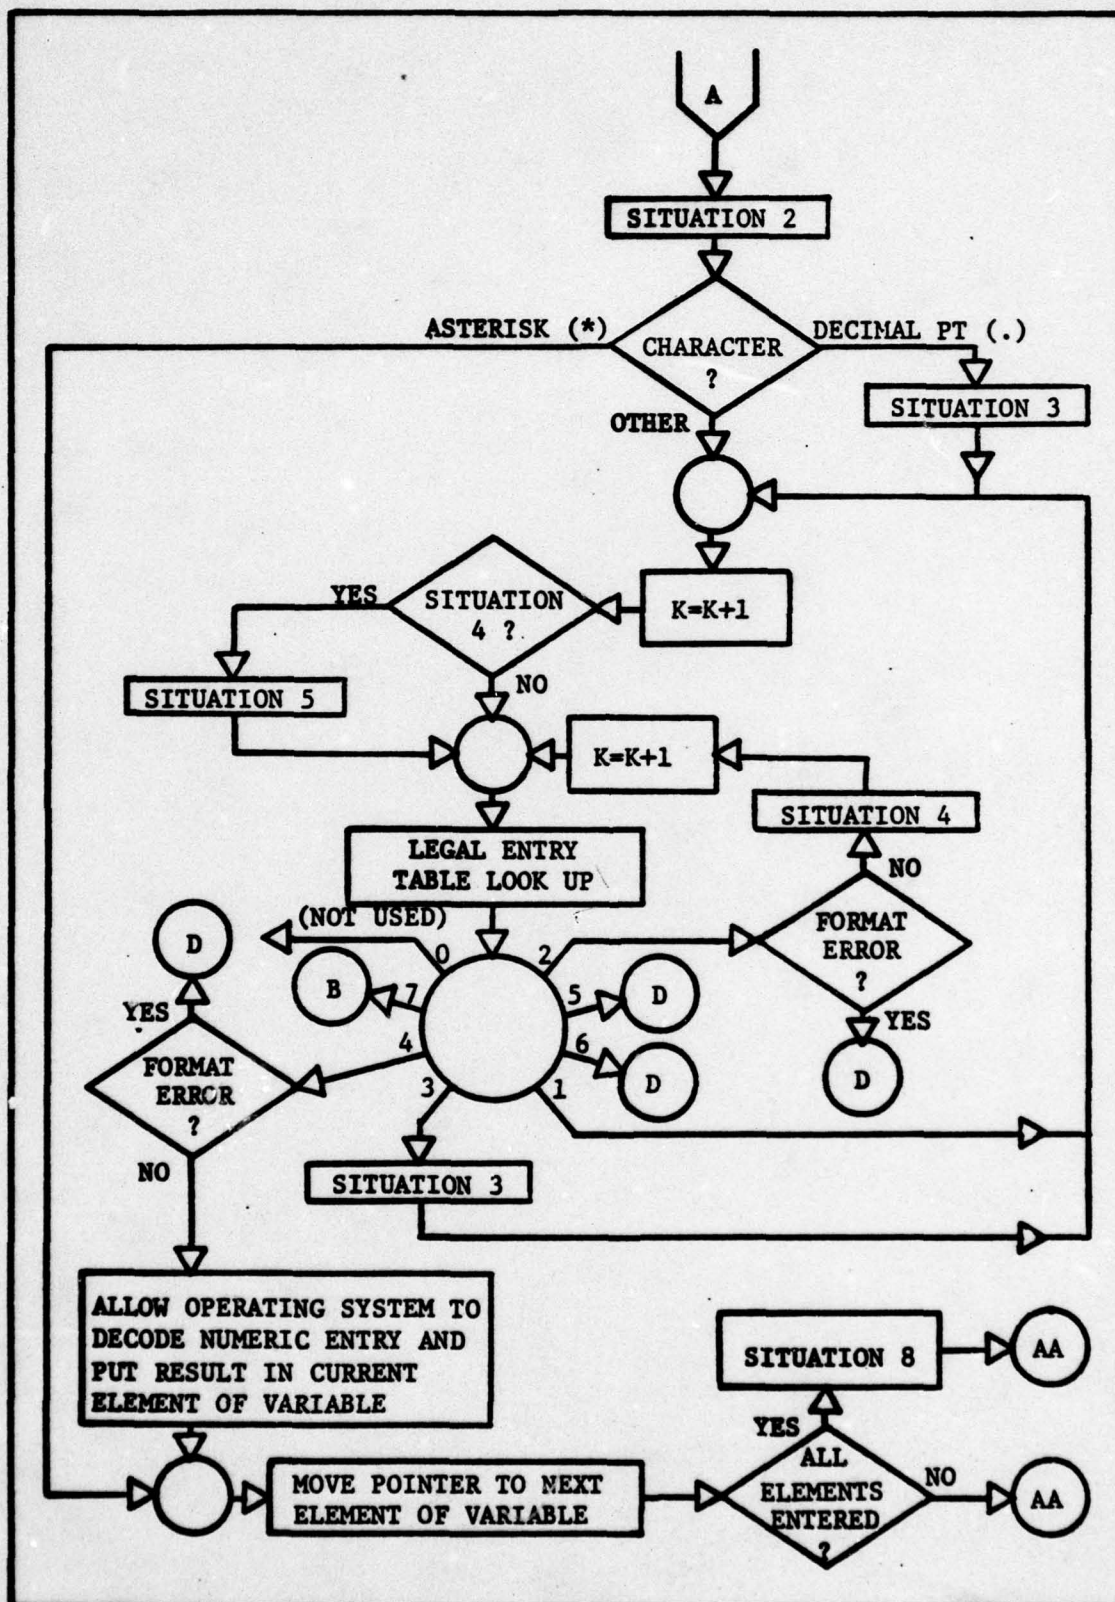 A
SITUATION 2
ASTERISK (*)
DECIMAL PT (.)
CHARACTER
?
SITUATION 3
OTHER
K=K+1
YES
SITUATION
4 ?
NO
SITUATION 5
K=K+1
SITUATION 4
LEGAL ENTRY
TABLE LOOK UP
NO
(NOT USED)
FORMAT
ERROR
?
D
0
2
B
7
5
D
YES
YES
4
6
FORMAT
ERROR
?
D
D
3
1
NO
SITUATION 3
ALLOW OPERATING SYSTEM TO
DECODE NUMERIC ENTRY AND
PUT RESULT IN CURRENT
ELEMENT OF VARIABLE
SITUATION 8
AA
YES
ALL
ELEMENTS
ENTERED
?
NO
MOVE POINTER TO NEXT
ELEMENT OF VARIABLE
AA